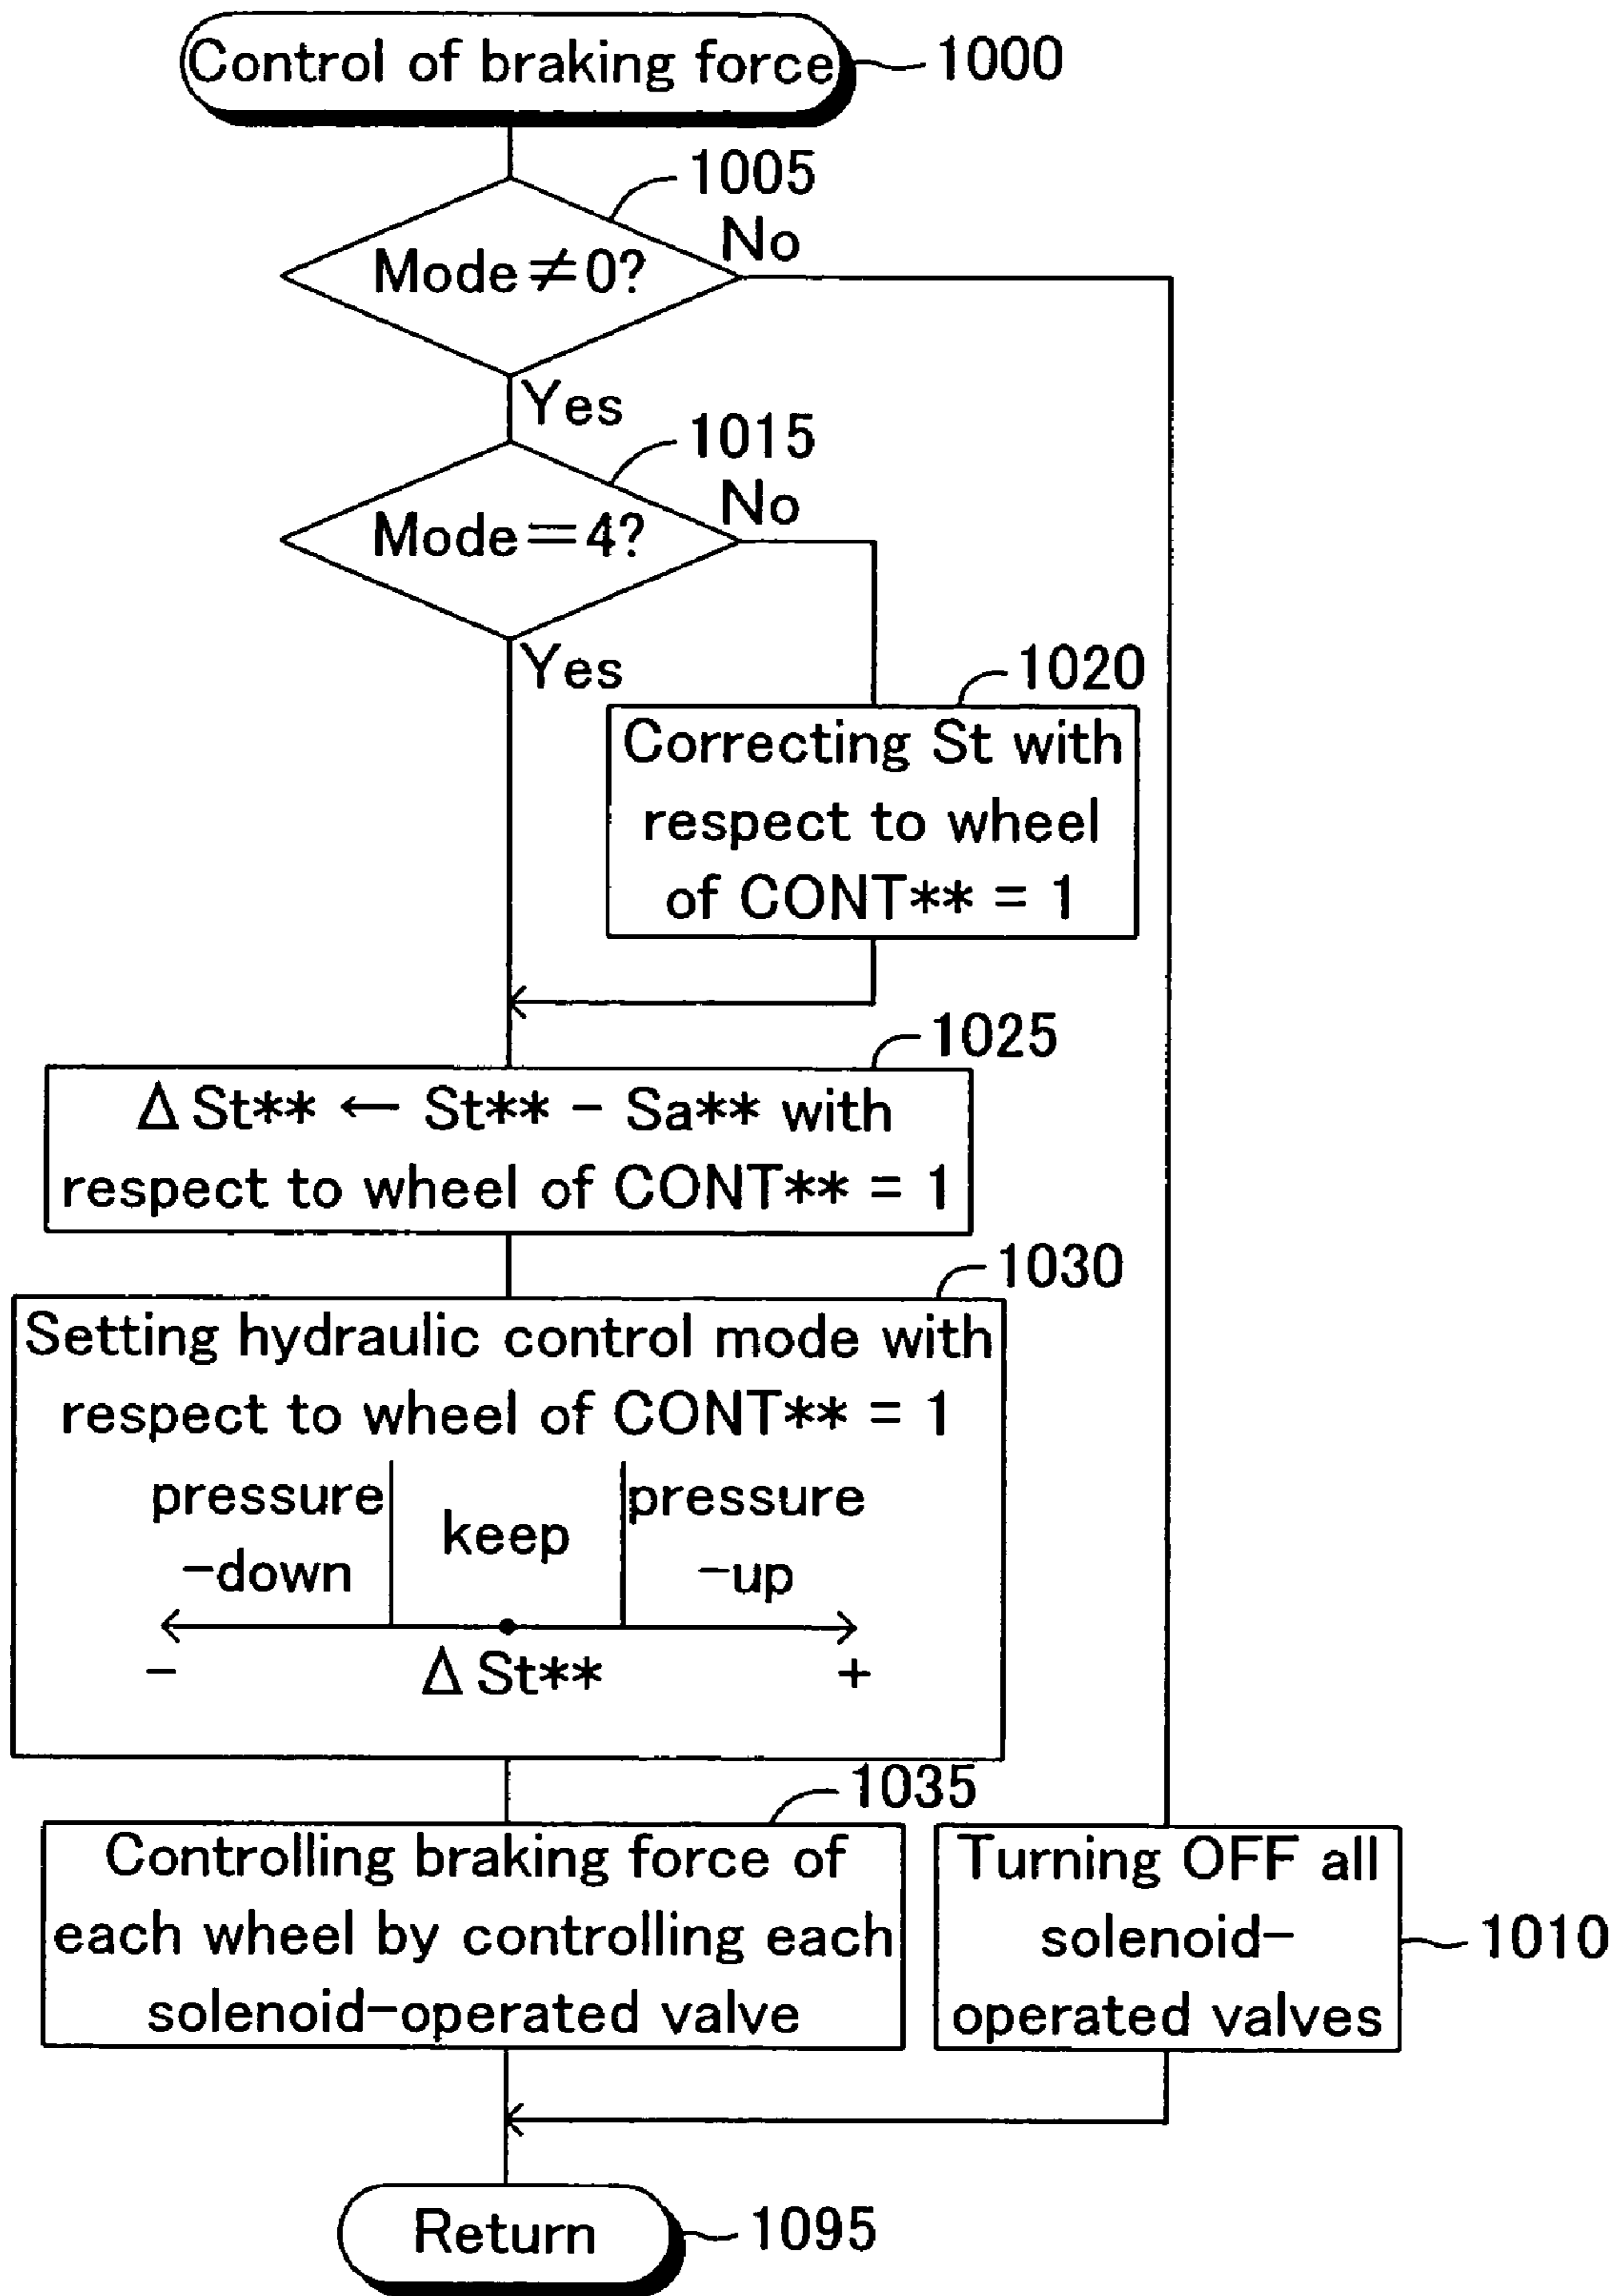 Control of braking force
1000
1005
Mode≠0?
No
Yes
1015
Mode=4?
No
Yes
1020
Correcting St with
respect to wheel
of CONT** = 1
1025
Δ St** ← St** - Sa** with
respect to wheel of CONT** = 1
1030
Setting hydraulic control mode with
respect to wheel of CONT** = 1
pressure
-down
keep
pressure
-up
-
Δ St**
+
1035
Controlling braking force of
each wheel by controlling each
solenoid-operated valve
Turning OFF all
solenoid-
operated valves
1010
Return
1095